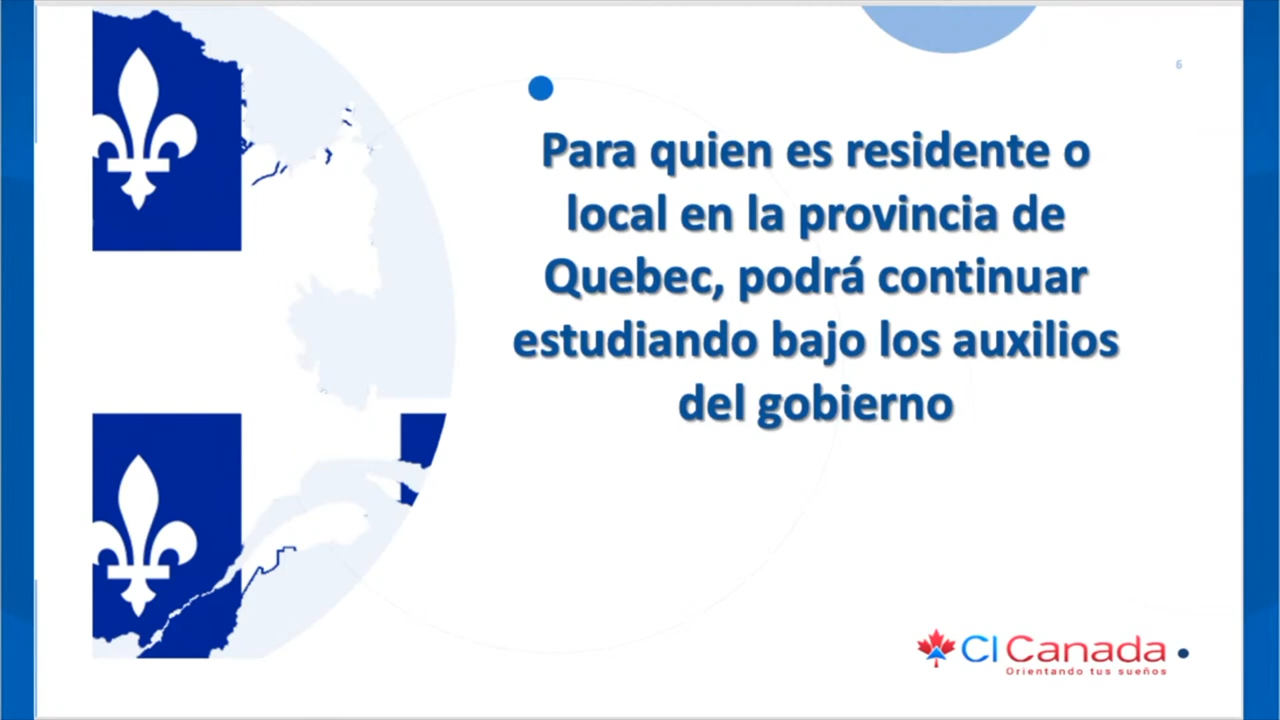 6
Para quien es residente o
local en la provincia de
Quebec, podrá continuar
estudiando bajo los auxilios
del gobierno
CI Canada
Orientando tus sueños